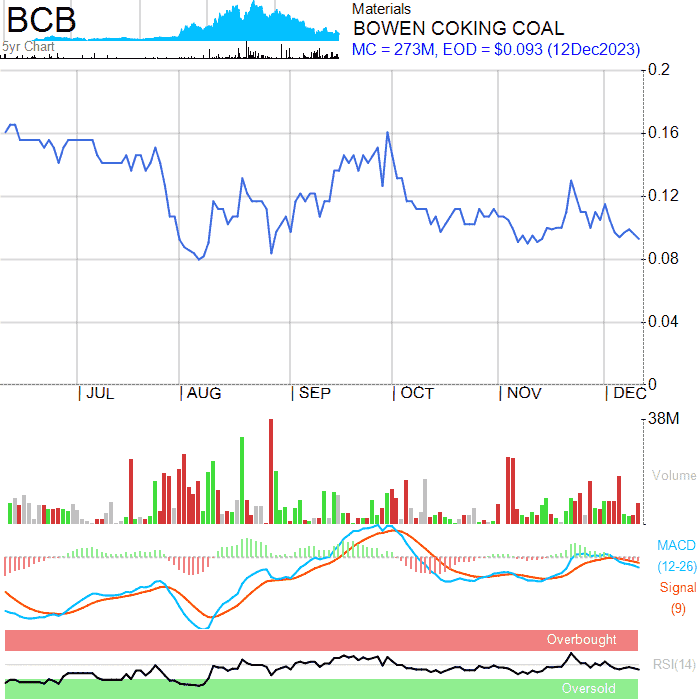 BCB
5yr Chart
Materials
BOWEN COKING COAL
MC = 273M, EOD = $0.093 (12Dec2023)
0.2
0.16
0.12
0.08
0.04
0
JUL AUG SEP OCT NOV DEC
38M
Volume
MACD
(12-26)
Signal
(9)
Overbought
RSI(14)
Oversold